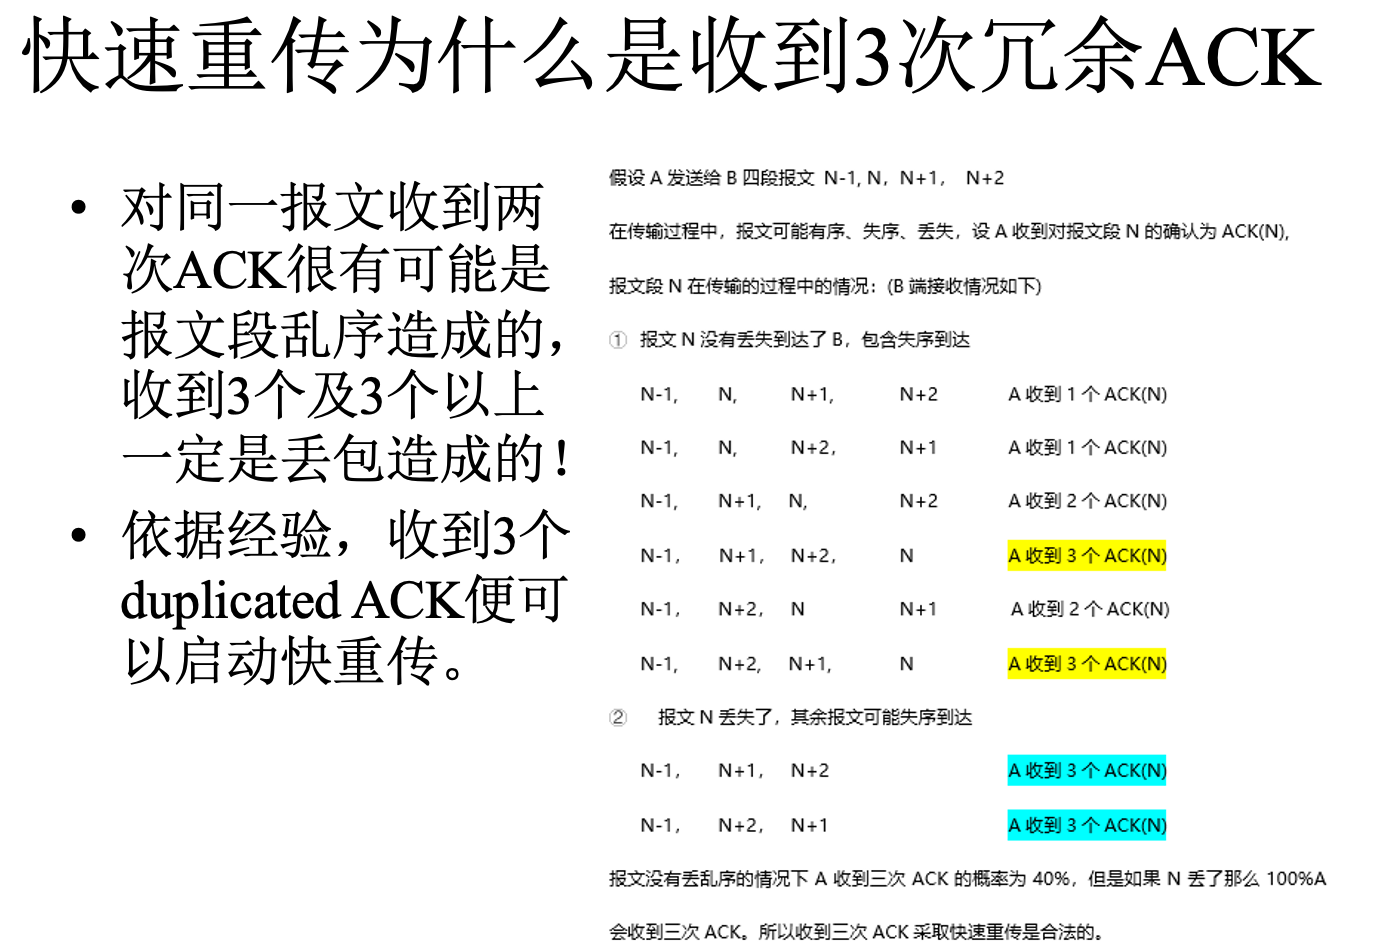 快速重传为什么是收到3次冗余ACK
• 对同一报文收到两
次ACK很有可能是
报文段乱序造成的，
收到3个及3个以上
一定是丢包造成的！
• 依据经验，收到3个
duplicated ACK便可
以启动快重传。
假设 A 发送给 B 四段报文 N-1, N，N+1， N+2
在传输过程中，报文可能有序、失序、丢失，设 A 收到对报文段 N 的确认为 ACK(N),
报文段 N 在传输的过程中的情况：(B 端接收情况如下)
① 报文 N 没有丢失到达了 B，包含失序到达
N-1, N, N+1, N+2 A 收到 1 个 ACK(N)
N-1, N, N+2, N+1 A 收到 1 个 ACK(N)
N-1, N+1, N, N+2 A 收到 2 个 ACK(N)
N-1, N+1, N+2, N A 收到 3 个 ACK(N)
N-1, N+2, N N+1 A 收到 2 个 ACK(N)
N-1, N+2, N+1, N A 收到 3 个 ACK(N)
② 报文 N 丢失了，其余报文可能失序到达
N-1, N+1, N+2 A 收到 3 个 ACK(N)
N-1, N+2, N+1 A 收到 3 个 ACK(N)
报文没有丢乱序的情况下 A 收到三次 ACK 的概率为 40%，但是如果 N 丢了那么 100%A
会收到三次 ACK。所以收到三次 ACK 采取快速重传是合法的。